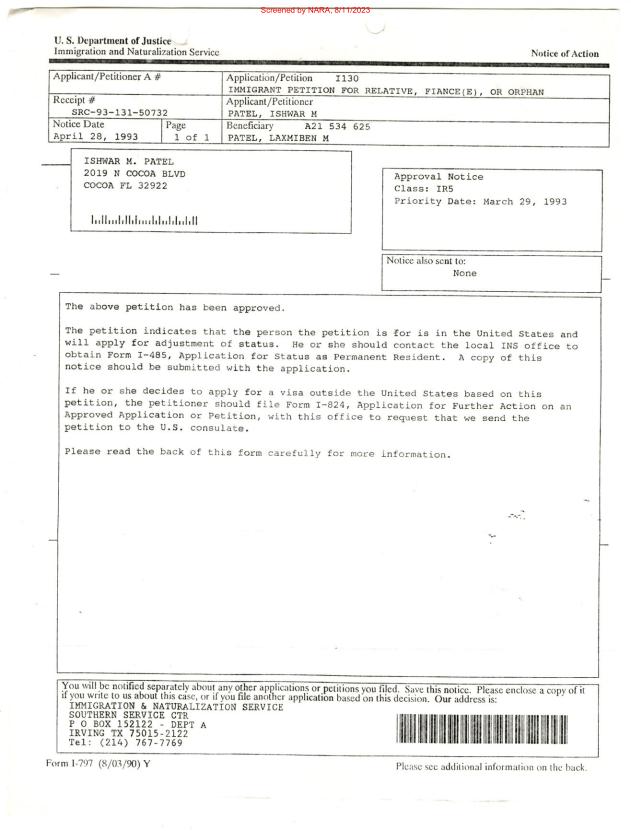 Screened by NARA, 8/11/2023
U. S. Department of Justice
Immigration and Naturalization Service
Notice of Action
Applicant/Petitioner A #
Application/Petition I130
IMMIGRANT PETITION FOR RELATIVE, FIANCE(E), OR ORPHAN
Receipt #
SRC-93-131-50732
Applicant/Petitioner
PATEL, ISHWAR M
Notice Date
April 28, 1993
Page
1 of 1
Beneficiary A21 534 625
PATEL, LAXMIBEN M
ISHWAR M. PATEL
2019 N COCOA BLVD
COCOA FL 32922
Approval Notice
Class: IR5
Priority Date: March 29, 1993
Notice also sent to:
None
The above petition has been approved.
The petition indicates that the person the petition is for is in the United States and
will apply for adjustment of status. He or she should contact the local INS office to
obtain Form I-485, Application for Status as Permanent Resident. A copy of this
notice should be submitted with the application.
If he or she decides to apply for a visa outside the United States based on this
petition, the petitioner should file Form I-824, Application for Further Action on an
Approved Application or Petition, with this office to request that we send the
petition to the U.S. consulate.
Please read the back of this form carefully for more information.
You will be notified separately about any other applications or petitions you filed. Save this notice. Please enclose a copy of it
if you write to us about this case, or if you file another application based on this decision. Our address is:
IMMIGRATION & NATURALIZATION SERVICE
SOUTHERN SERVICE CTR
P O BOX 152122 - DEPT A
IRVING TX 75015-2122
Tel: (214) 767-7769
Form I-797 (8/03/90) Y
Please see additional information on the back.